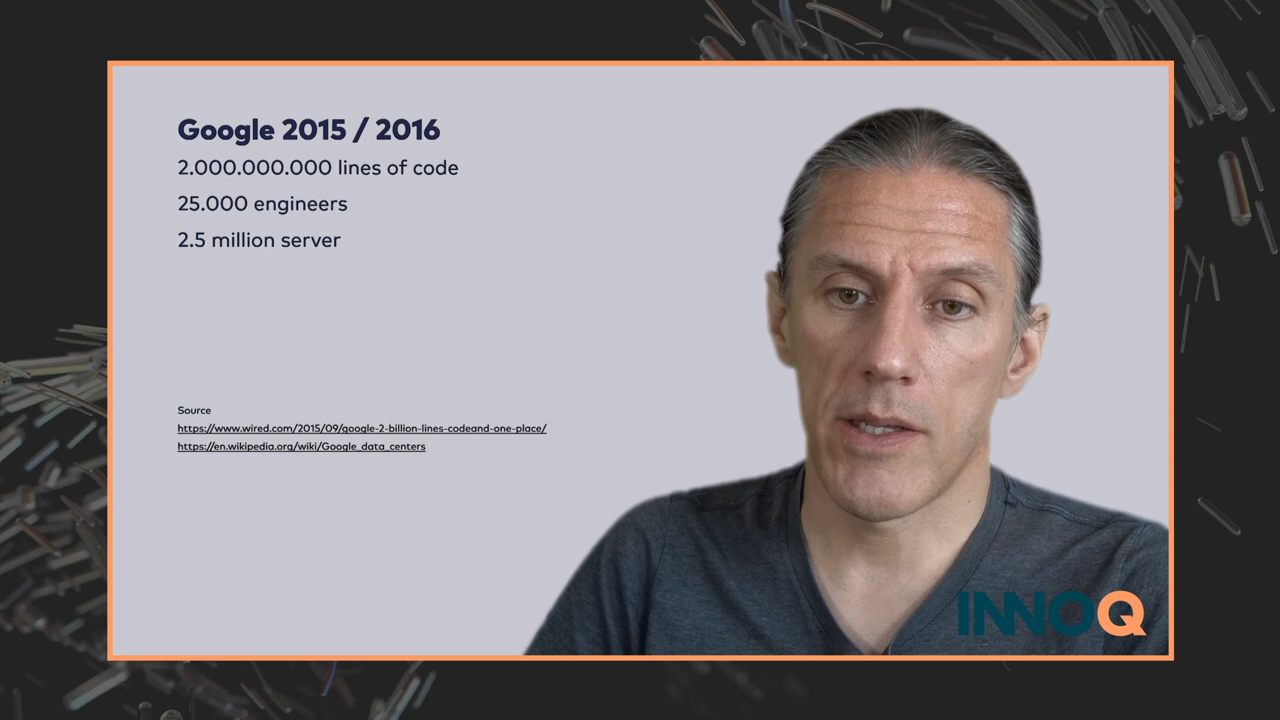 Google 2015 / 2016
2.000.000.000 lines of code
25.000 engineers
2.5 million server
Source
https://www.wired.com/2015/09/google-2-billion-lines-codeand-one-place/
https://en.wikipedia.org/wiki/Google_data_centers
INNOQ